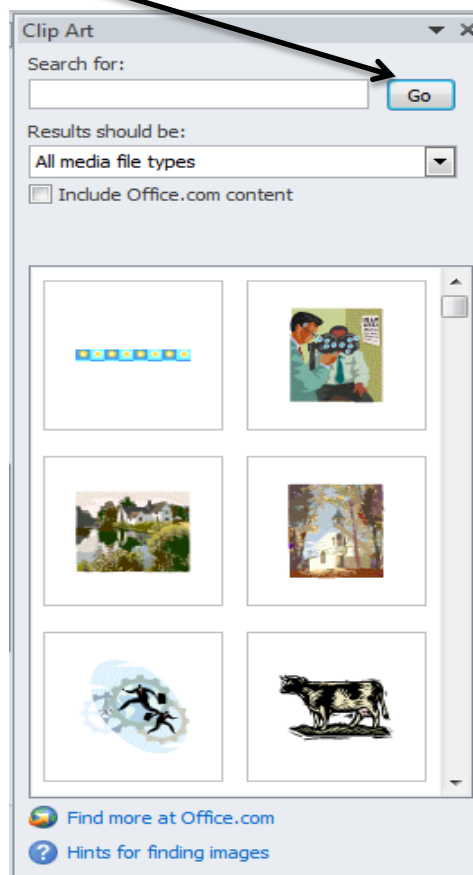 Clip Art
Search for:
Go
Results should be:
All media file types
Include Office.com content
Find more at Office.com
Hints for finding images